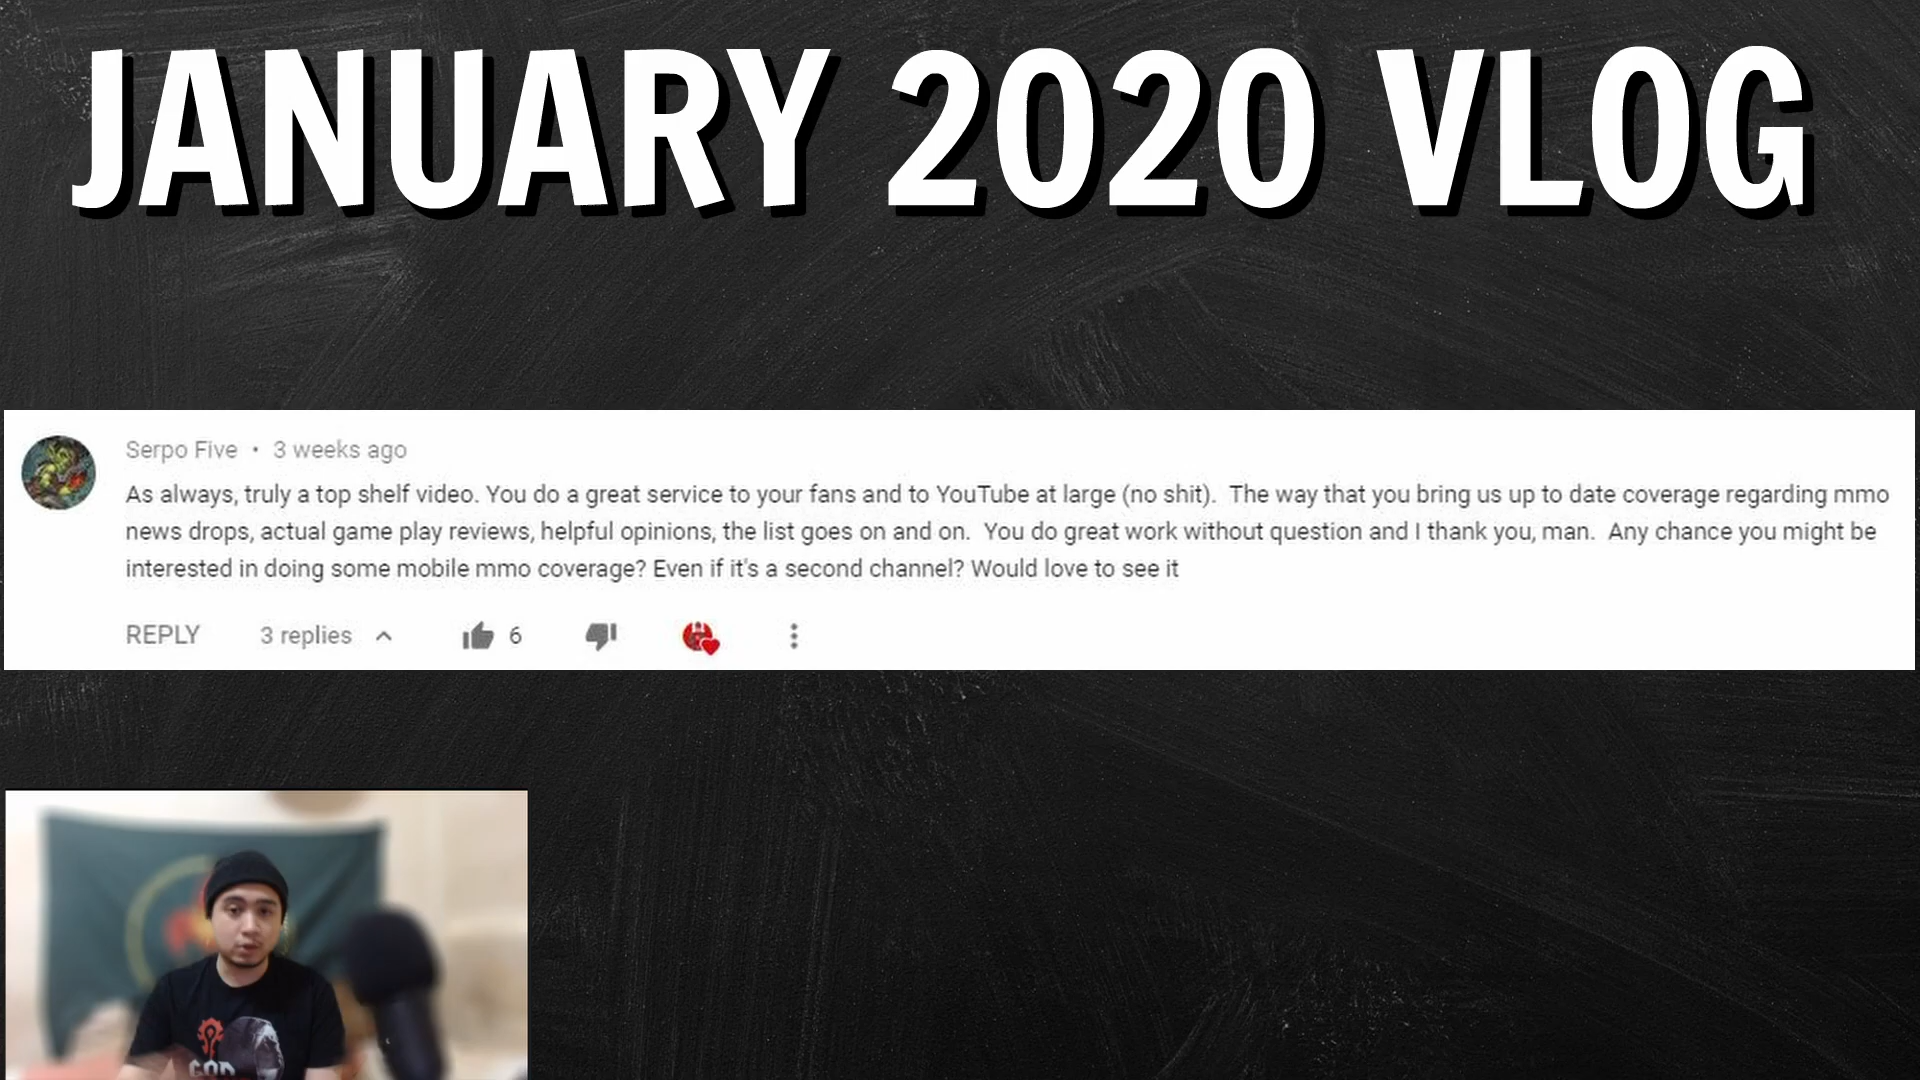 JANUARY 2020 VLOG
Serpo Five • 3 weeks ago
As always, truly a top shelf video. You do a great service to your fans and to YouTube at large (no shit).  The way that you bring us up to date coverage regarding mmo
news drops, actual game play reviews, helpful opinions, the list goes on and on.  You do great work without question and I thank you, man.  Any chance you might be
interested in doing some mobile mmo coverage? Even if it's a second channel? Would love to see it
REPLY 3 replies 6
GOD